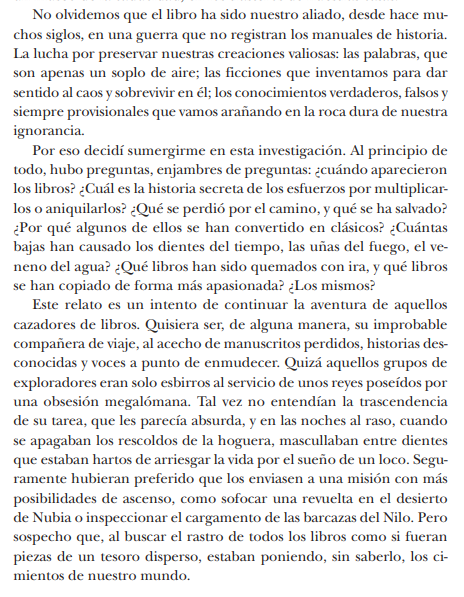 No olvidemos que el libro ha sido nuestro aliado, desde hace mu-
chos siglos, en una guerra que no registran los manuales de historia.
La lucha por preservar nuestras creaciones valiosas: las palabras, que
son apenas un soplo de aire; las ficciones que inventamos para dar
sentido al caos y sobrevivir en él; los conocimientos verdaderos, falsos y
siempre provisionales que vamos arañando en la roca dura de nuestra
ignorancia.
Por eso decidí sumergirme en esta investigación. Al principio de
todo, hubo preguntas, enjambres de preguntas: ¿cuándo aparecieron
los libros? ¿Cuál es la historia secreta de los esfuerzos por multiplicar-
los o aniquilarlos? ¿Qué se perdió por el camino, y qué se ha salvado?
¿Por qué algunos de ellos se han convertido en clásicos? ¿Cuántas
bajas han causado los dientes del tiempo, las uñas del fuego, el ve-
neno del agua? ¿Qué libros han sido quemados con ira, y qué libros
se han copiado de forma más apasionada? ¿Los mismos?
Este relato es un intento de continuar la aventura de aquellos
cazadores de libros. Quisiera ser, de alguna manera, su improbable
compañera de viaje, al acecho de manuscritos perdidos, historias des-
conocidas y voces a punto de enmudecer. Quizá aquellos grupos de
exploradores eran solo esbirros al servicio de unos reyes poseídos por
una obsesión megalómana. Tal vez no entendían la trascendencia
de su tarea, que les parecía absurda, y en las noches al raso, cuando
se apagaban los rescoldos de la hoguera, mascullaban entre dientes
que estaban hartos de arriesgar la vida por el sueño de un loco. Segu-
ramente hubieran preferido que los enviasen a una misión con más
posibilidades de ascenso, como sofocar una revuelta en el desierto
de Nubia o inspeccionar el cargamento de las barcazas del Nilo. Pero
sospecho que, al buscar el rastro de todos los libros como si fueran
piezas de un tesoro disperso, estaban poniendo, sin saberlo, los ci-
mientos de nuestro mundo.